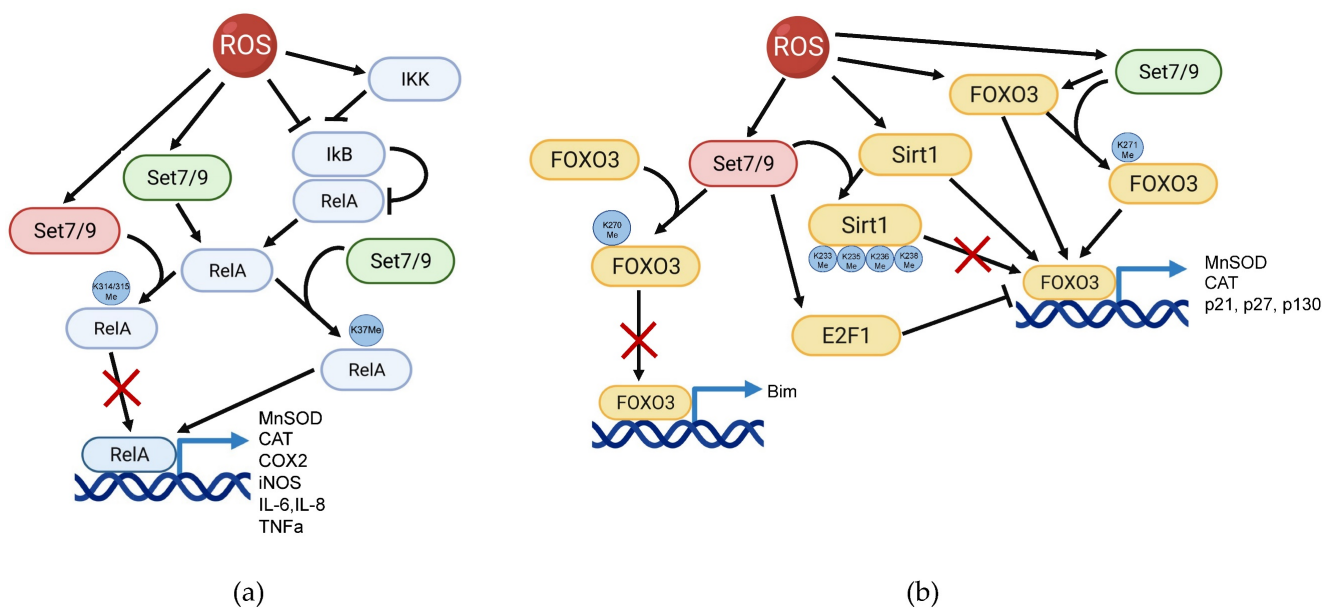 ROS
IKK
IkB
RelA
Set7/9
Set7/9
RelA
Set7/9
K314/315
Me
RelA
K37Me
RelA
RelA
MnSOD
CAT
COX2
iNOS
IL-6,IL-8
TNFa
(a)
ROS
Set7/9
FOXO3
FOXO3
Set7/9
Sirt1
K271
Me
FOXO3
K270
Me
FOXO3
Sirt1
K233
Me
K235
Me
K236
Me
K238
Me
FOXO3
MnSOD
CAT
p21, p27, p130
E2F1
FOXO3
Bim
(b)